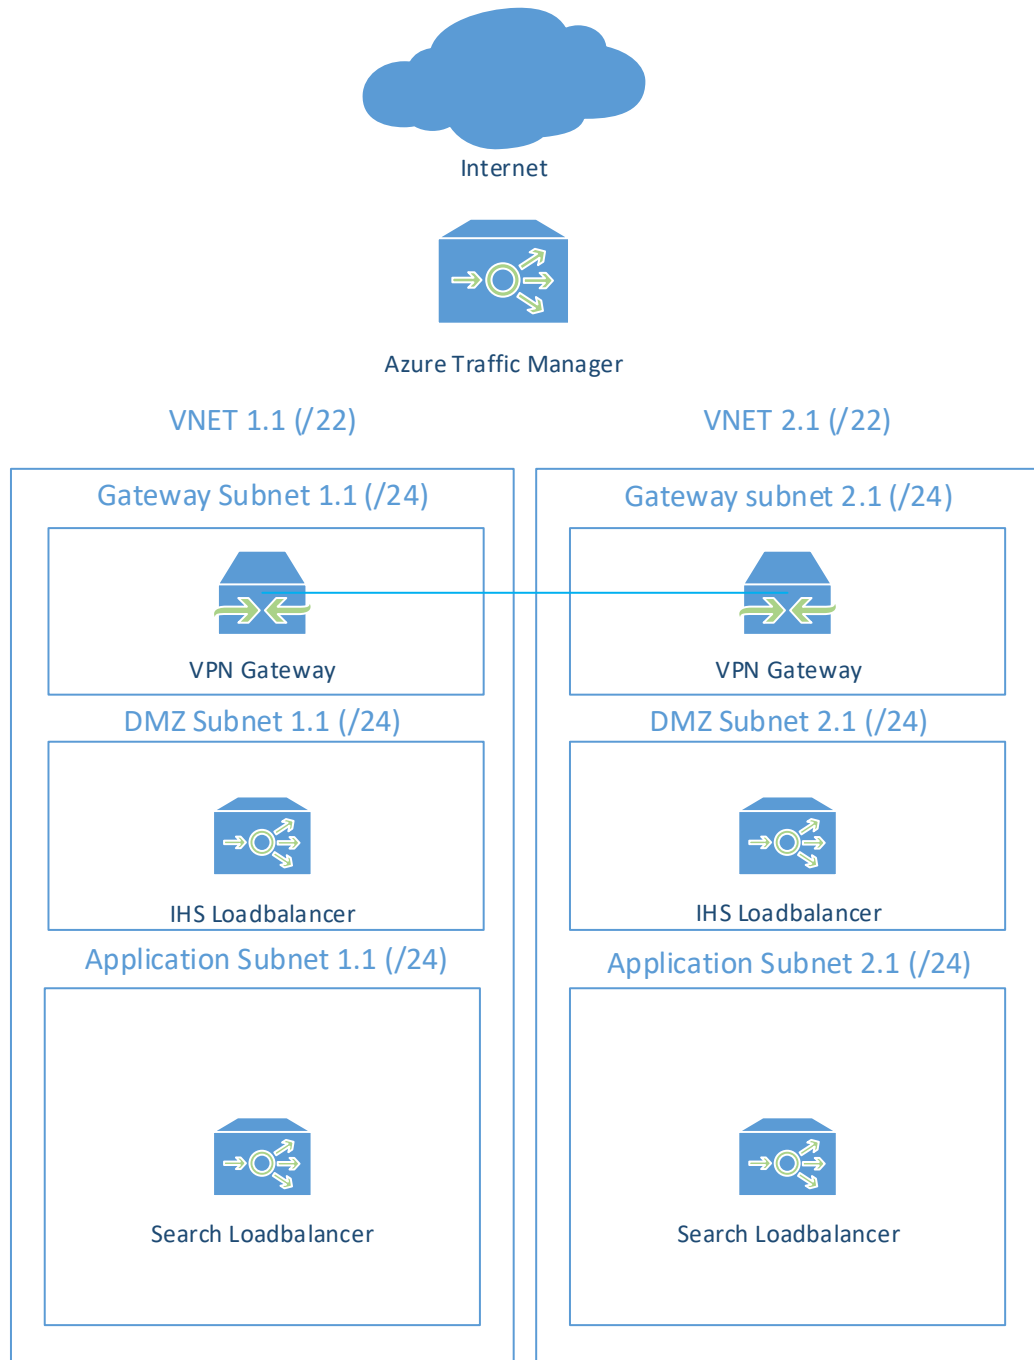 Internet
Azure Traffic Manager
VNET 1.1 (/22)
VNET 2.1 (/22)
Gateway Subnet 1.1 (/24)
Gateway subnet 2.1 (/24)
VPN Gateway
VPN Gateway
DMZ Subnet 1.1 (/24)
DMZ Subnet 2.1 (/24)
IHS Loadbalancer
IHS Loadbalancer
Application Subnet 1.1 (/24)
Application Subnet 2.1 (/24)
Search Loadbalancer
Search Loadbalancer